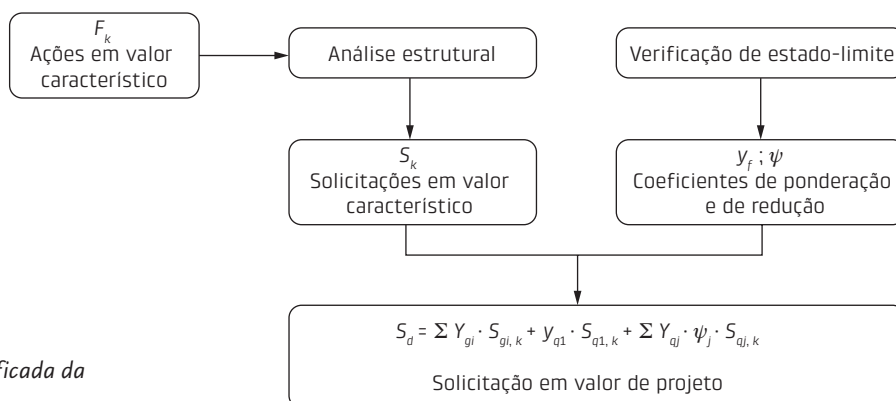 F_k
Ações em valor
característico
Análise estrutural
Verificação de estado-limite
S_k
Solicitações em valor
característico
y_f ; ψ
Coeficientes de ponderação
e de redução
S_d = Σ Y_gi · S_gi, k + y_q1 · S_q1, k + Σ Y_qj · ψ_j · S_qj, k
Solicitação em valor de projeto
ficada da